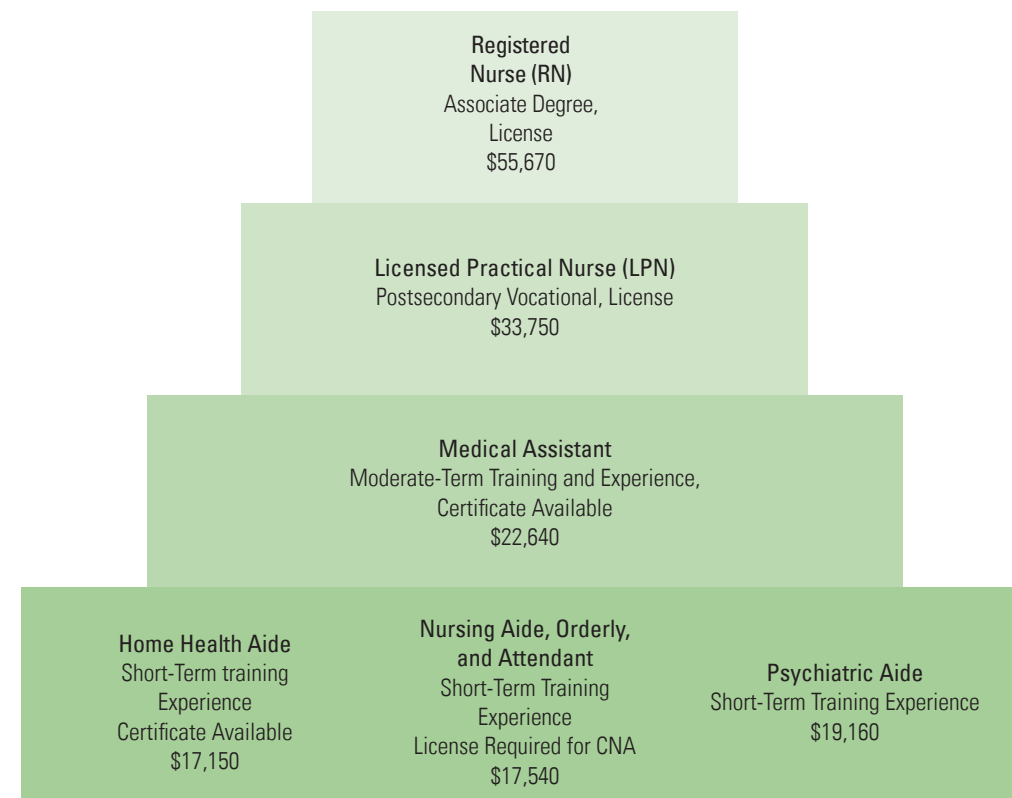 Registered
Nurse (RN)
Associate Degree,
License
$55,670
Licensed Practical Nurse (LPN)
Postsecondary Vocational, License
$33,750
Medical Assistant
Moderate-Term Training and Experience,
Certificate Available
$22,640
Home Health Aide
Short-Term training
Experience
Certificate Available
$17,150
Nursing Aide, Orderly,
and Attendant
Short-Term Training
Experience
License Required for CNA
$17,540
Psychiatric Aide
Short-Term Training Experience
$19,160